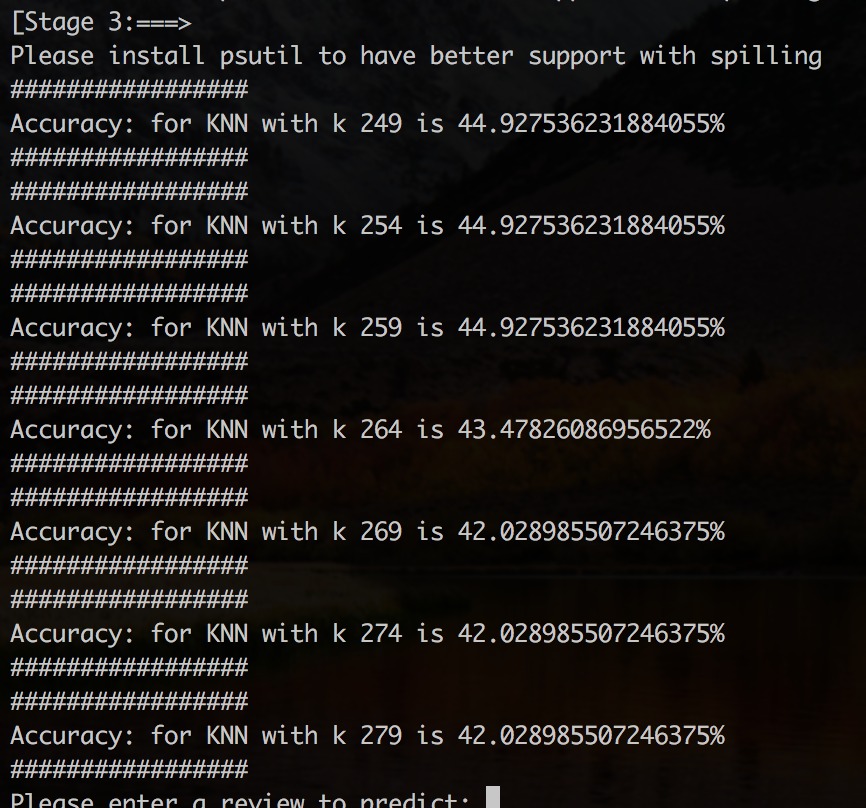 [Stage 3:===>
Please install psutil to have better support with spilling
#################
Accuracy: for KNN with k 249 is 44.927536231884055%
#################
#################
Accuracy: for KNN with k 254 is 44.927536231884055%
#################
#################
Accuracy: for KNN with k 259 is 44.927536231884055%
#################
#################
Accuracy: for KNN with k 264 is 43.47826086956522%
#################
#################
Accuracy: for KNN with k 269 is 42.028985507246375%
#################
#################
Accuracy: for KNN with k 274 is 42.028985507246375%
#################
#################
Accuracy: for KNN with k 279 is 42.028985507246375%
#################
Please enter a review to predict: